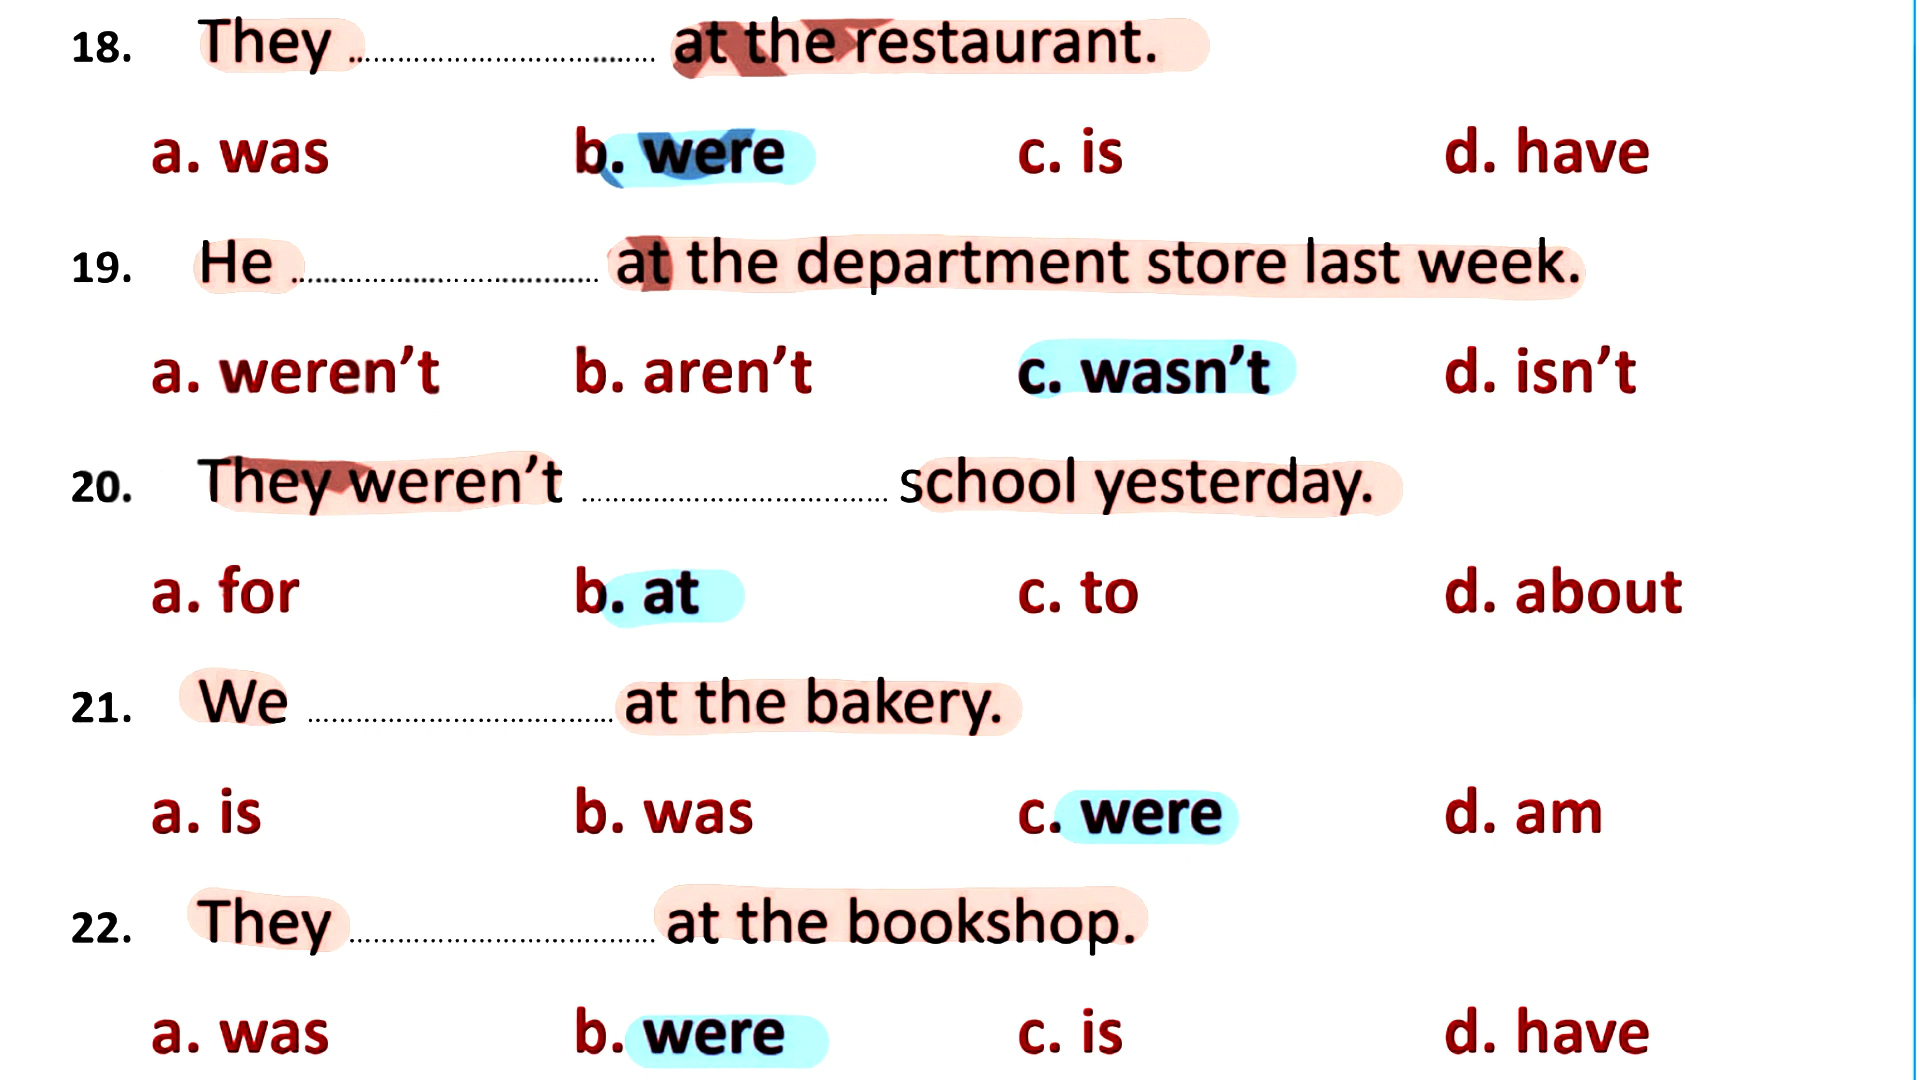 18. They ................................ at the restaurant.
a. was b. were c. is d. have
19. He ................................ at the department store last week.
a. weren’t b. aren’t c. wasn’t d. isn’t
20. They weren’t ................................ school yesterday.
a. for b. at c. to d. about
21. We ................................ at the bakery.
a. is b. was c. were d. am
22. They ................................ at the bookshop.
a. was b. were c. is d. have